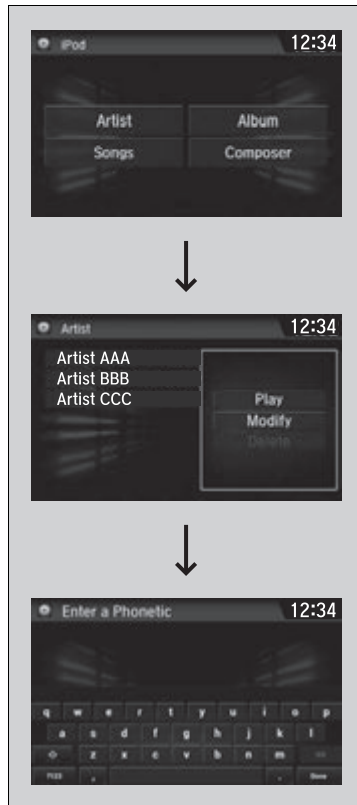 iPod 12:34
Artist Album
Songs Composer
Artist 12:34
Artist AAA
Artist BBB
Artist CCC
Play
Modify
Delete
Enter a Phonetic 12:34
q w e r t y u i o p
a s d f g h j k l
z x c v b n m
, . Done